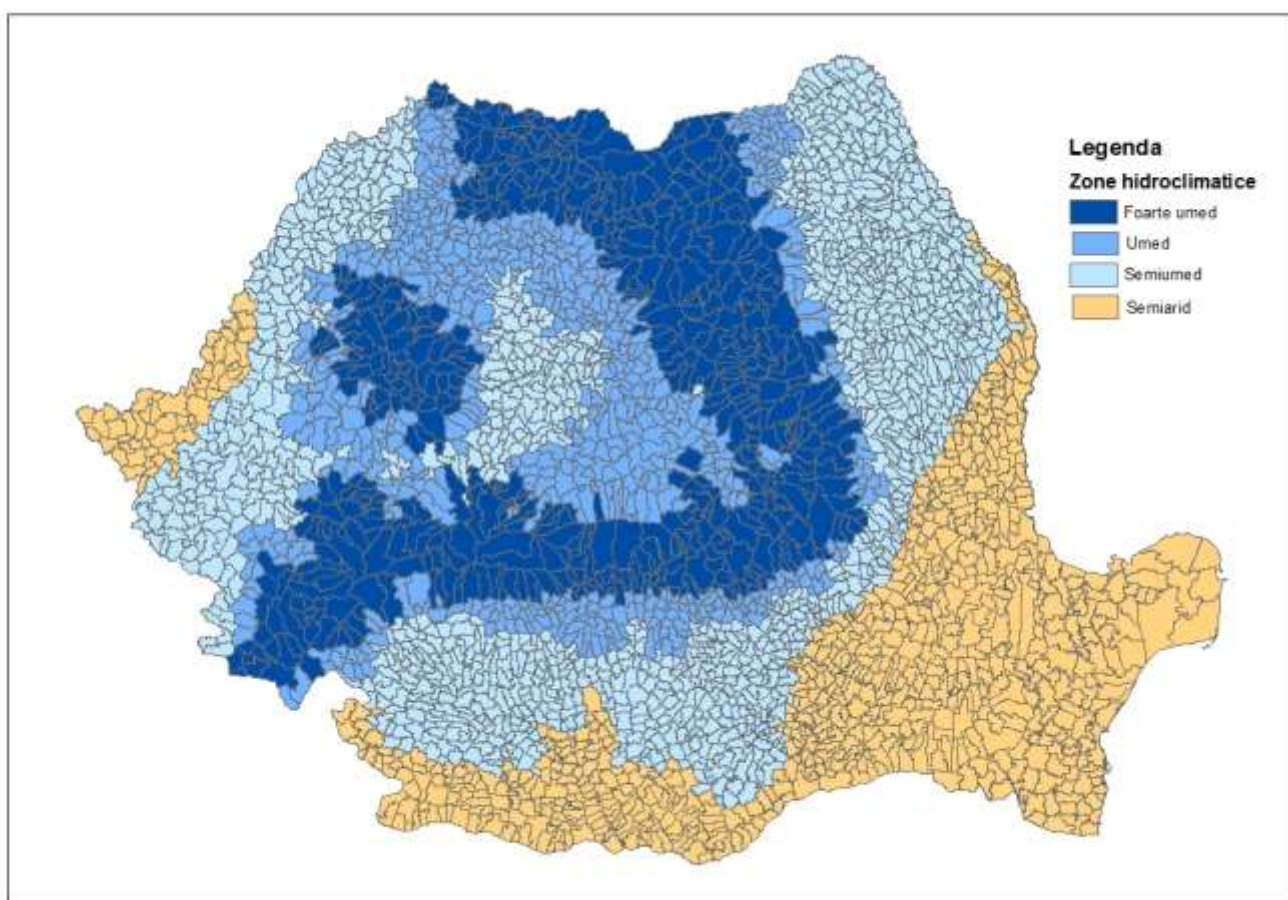 Legenda
Zone hidroclimatice
Foarte umed
Umed
Semiumed
Semiarid